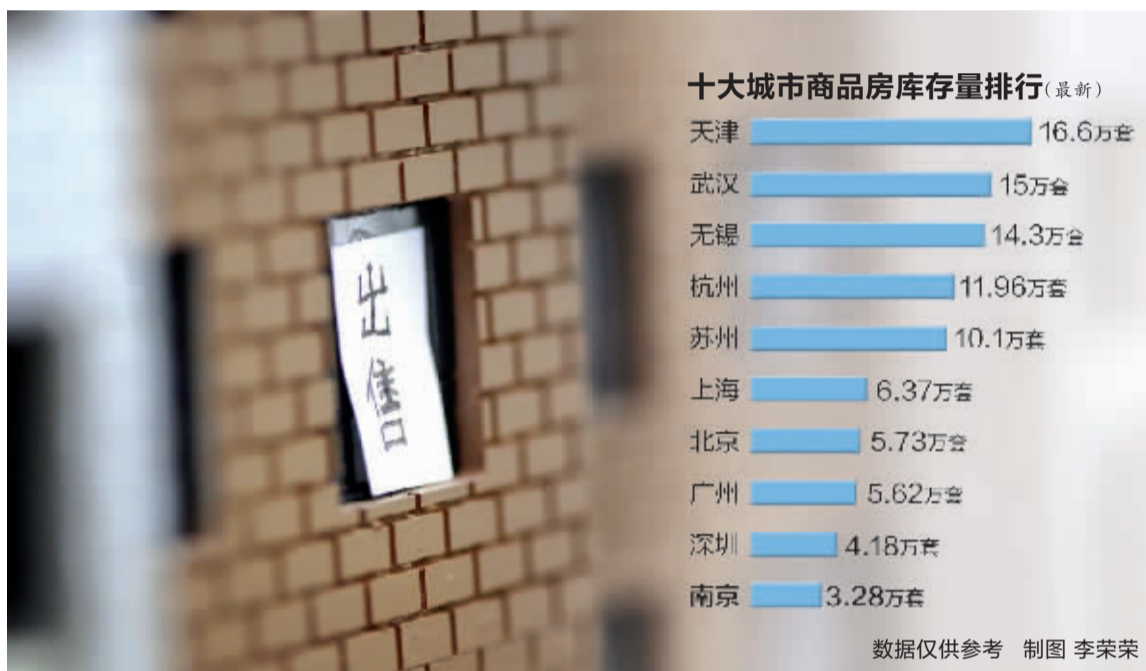 十大城市商品房库存量排行(最新)
天津 16.6万套
武汉 15万套
无锡 14.3万套
杭州 11.96万套
苏州 10.1万套
上海 6.37万套
北京 5.73万套
广州 5.62万套
深圳 4.18万套
南京 3.28万套
出售
数据仅供参考 制图 李荣荣